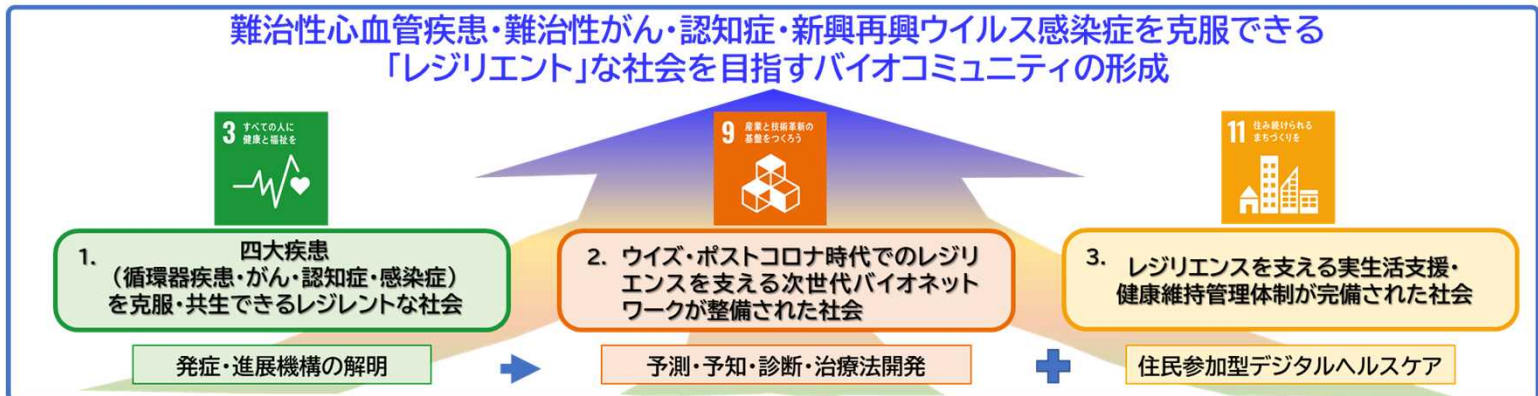 難治性心血管疾患・難治性がん・認知症・新興再興ウイルス感染症を克服できる
「レジリエント」な社会を目指すバイオコミュニティの形成
3 すべての人に
健康と福祉を
9 産業と技術革新の
基盤をつくろう
11 住み続けられる
まちづくりを
1. 四大疾患
(循環器疾患・がん・認知症・感染症)
を克服・共生できるレジレントな社会
2. ウイズ・ポストコロナ時代でのレジリ
エンスを支える次世代バイオネット
ワークが整備された社会
3. レジリエンスを支える実生活支援・
健康維持管理体制が完備された社会
発症・進展機構の解明
予測・予知・診断・治療法開発
住民参加型デジタルヘルスケア